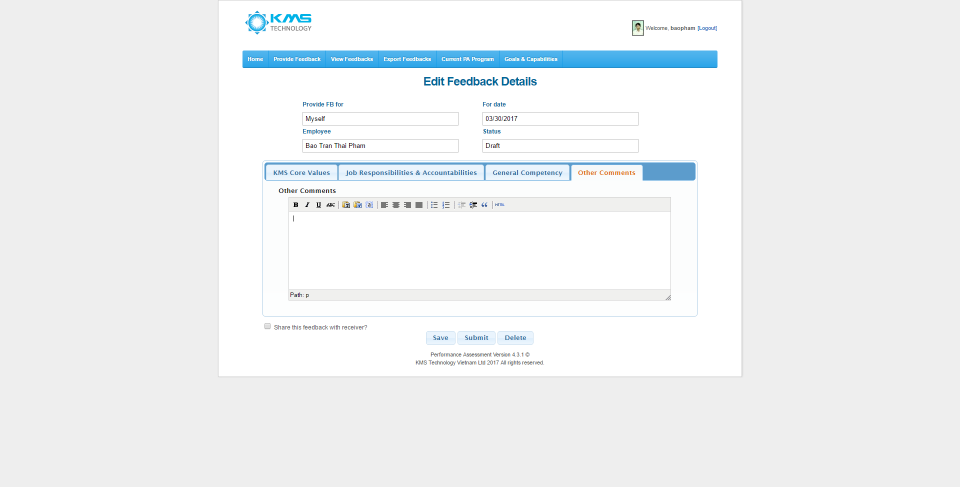 KMS
TECHNOLOGY
Welcome, baopham [Logout]
Home Provide Feedback View Feedbacks Export Feedbacks Current PA Program Goals & Capabilities
Edit Feedback Details
Provide FB for For date
Myself 03/30/2017
Employee Status
Bao Tran Thai Pham Draft
KMS Core Values Job Responsibilities & Accountabilities General Competency Other Comments
Other Comments
B I U ABC HTML
Path: p
Share this feedback with receiver?
Save Submit Delete
Performance Assessment Version 4.3.1 ©
KMS Technology Vietnam Ltd 2017 All rights reserved.